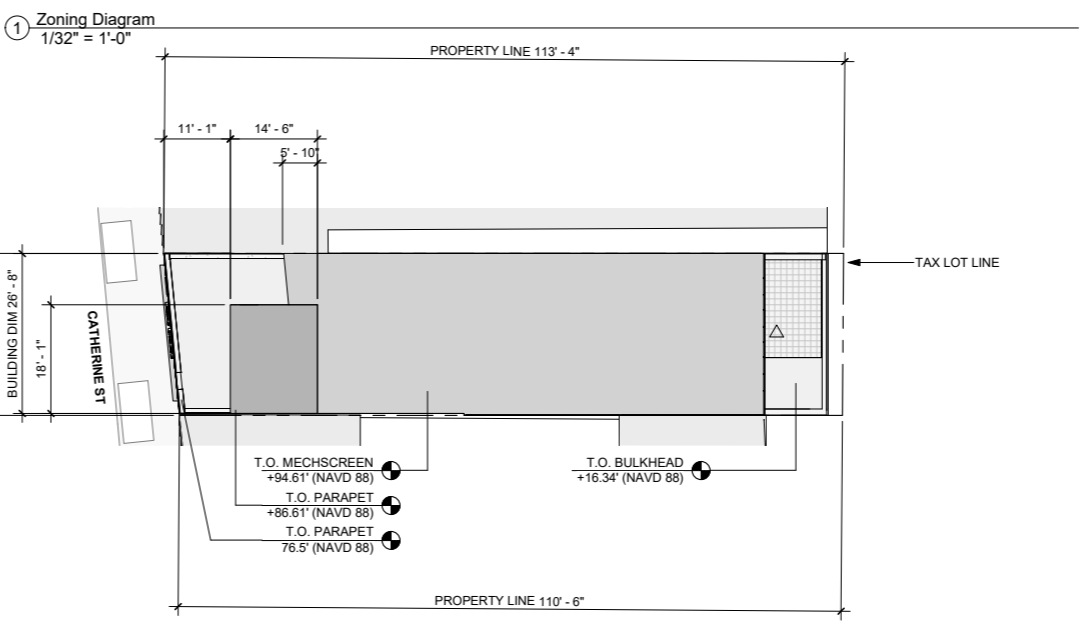 1
Zoning Diagram
1/32" = 1'-0"
PROPERTY LINE 113' - 4"
11' - 1"
14' - 6"
5' - 10"
TAX LOT LINE
BUILDING DIM 26' - 8"
18' - 1"
CATHERINE ST
T.O. MECHSCREEN
+94.61' (NAVD 88)
T.O. BULKHEAD
+16.34' (NAVD 88)
T.O. PARAPET
+86.61' (NAVD 88)
T.O. PARAPET
76.5' (NAVD 88)
PROPERTY LINE 110' - 6"